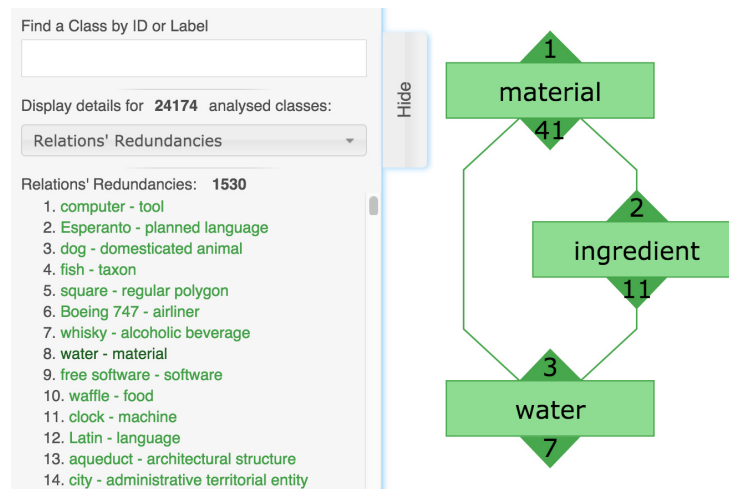 Find a Class by ID or Label
Display details for 24174 analysed classes:
Relations' Redundancies
Relations' Redundancies: 1530
1. computer - tool
2. Esperanto - planned language
3. dog - domesticated animal
4. fish - taxon
5. square - regular polygon
6. Boeing 747 - airliner
7. whisky - alcoholic beverage
8. water - material
9. free software - software
10. waffle - food
11. clock - machine
12. Latin - language
13. aqueduct - architectural structure
14. city - administrative territorial entity
Hide
1
material
41
2
ingredient
11
3
water
7